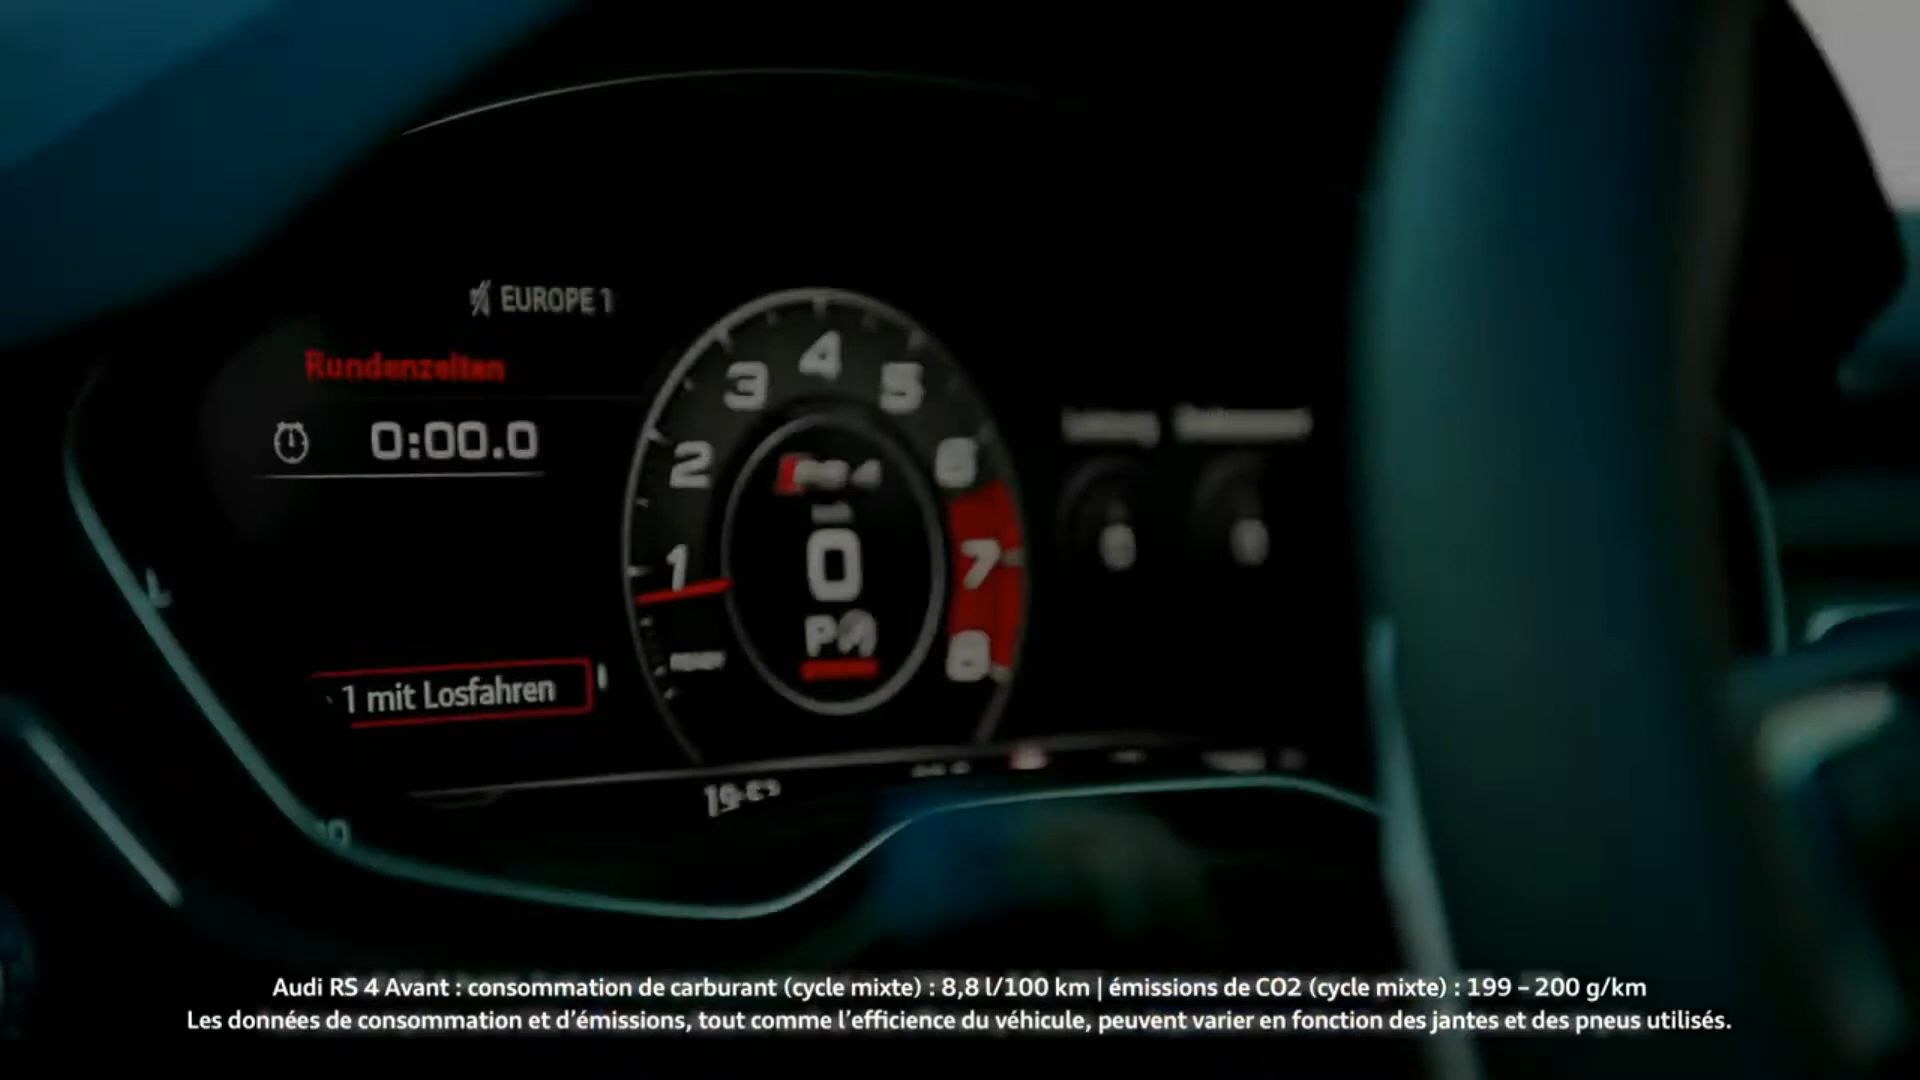 EUROPE 1
Rundenzeiten
0:00.0
1 mit Losfahren
1
2
3
4
5
6
7
8
RS 4
0
P
Audi RS 4 Avant : consommation de carburant (cycle mixte) : 8,8 l/100 km | émissions de CO2 (cycle mixte) : 199 – 200 g/km
Les données de consommation et d’émissions, tout comme l’efficience du véhicule, peuvent varier en fonction des jantes et des pneus utilisés.